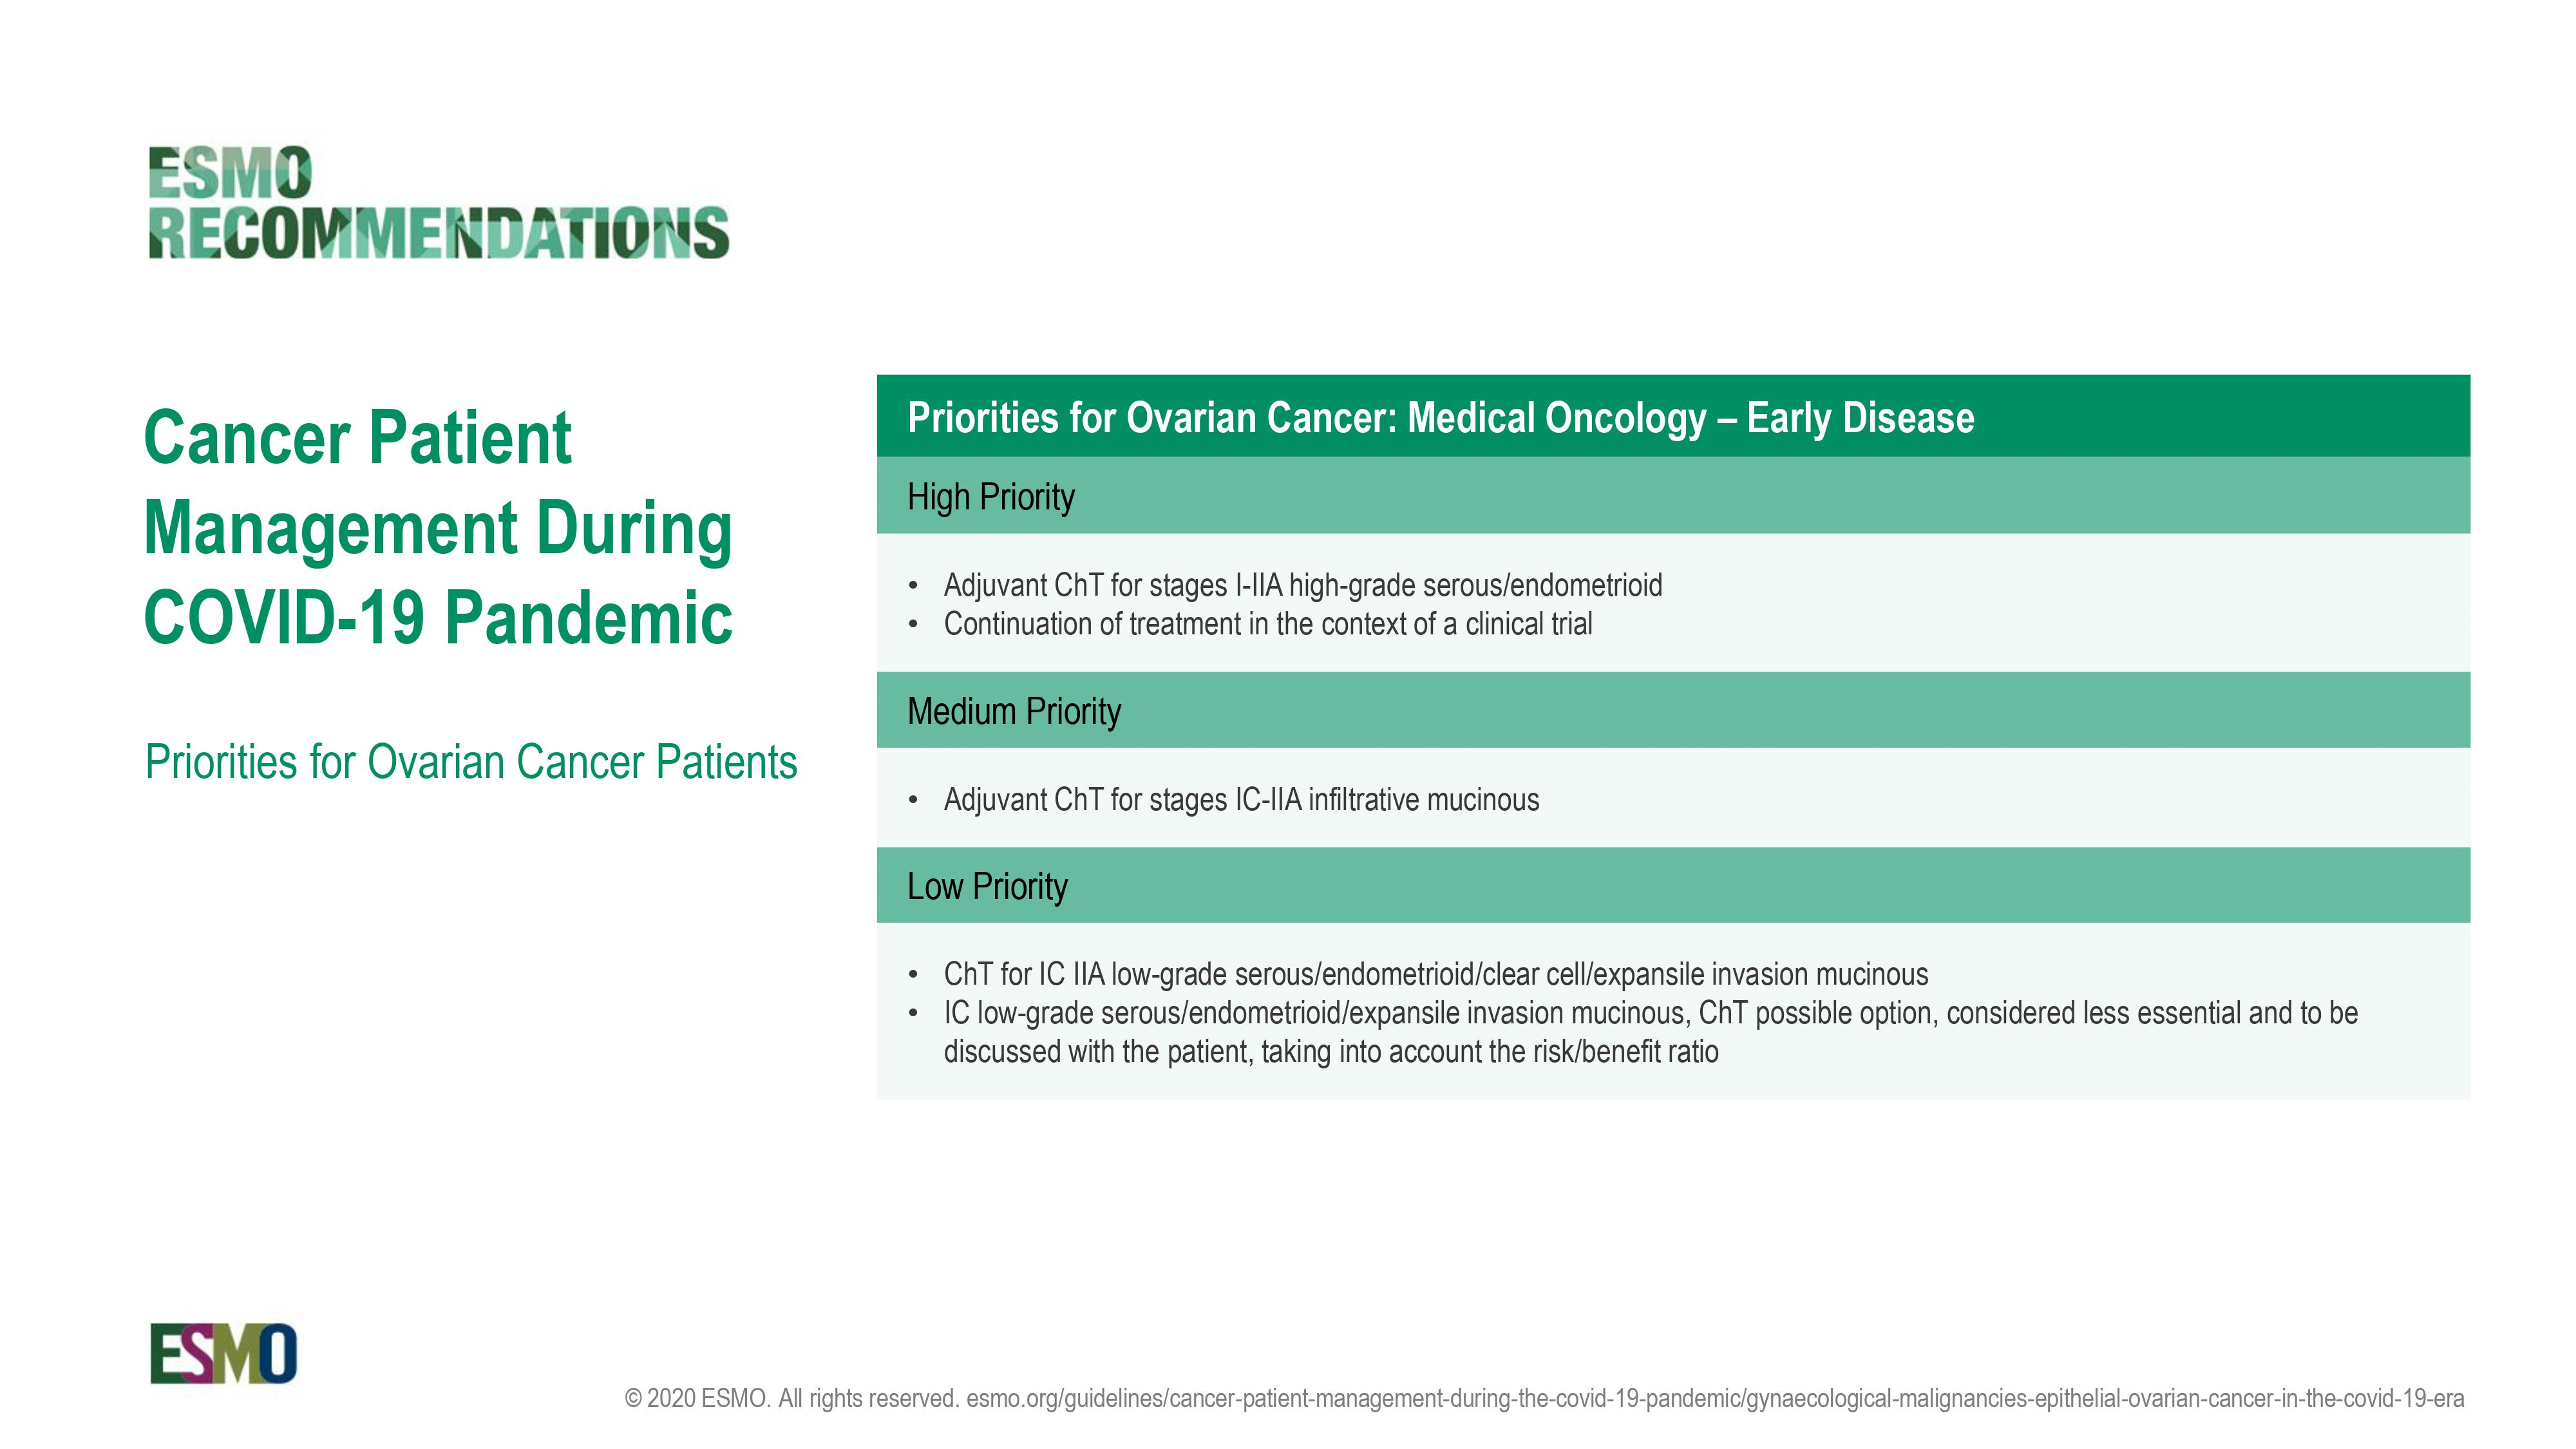 ESMO
RECOMMENDATIONS
Cancer Patient
Management During
COVID-19 Pandemic
Priorities for Ovarian Cancer Patients
Priorities for Ovarian Cancer: Medical Oncology – Early Disease
High Priority
• Adjuvant ChT for stages I-IIA high-grade serous/endometrioid
• Continuation of treatment in the context of a clinical trial
Medium Priority
• Adjuvant ChT for stages IC-IIA infiltrative mucinous
Low Priority
• ChT for IC IIA low-grade serous/endometrioid/clear cell/expansile invasion mucinous
• IC low-grade serous/endometrioid/expansile invasion mucinous, ChT possible option, considered less essential and to be
discussed with the patient, taking into account the risk/benefit ratio
ESMO
© 2020 ESMO. All rights reserved. esmo.org/guidelines/cancer-patient-management-during-the-covid-19-pandemic/gynaecological-malignancies-epithelial-ovarian-cancer-in-the-covid-19-era